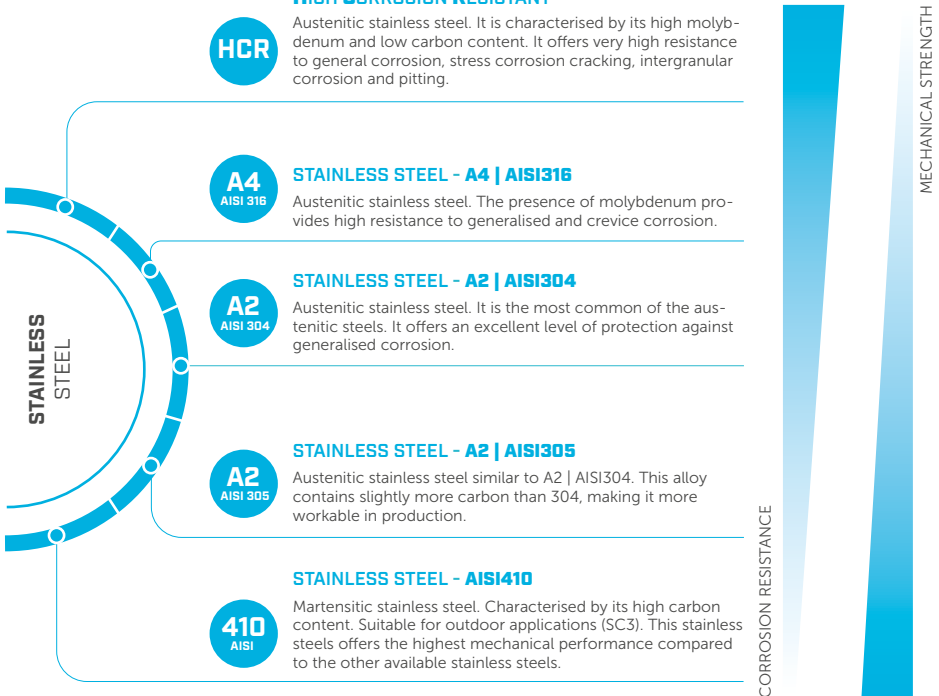 HIGH CORROSION RESISTANT
HCR
Austenitic stainless steel. It is characterised by its high molyb-
denum and low carbon content. It offers very high resistance
to general corrosion, stress corrosion cracking, intergranular
corrosion and pitting.
A4
AISI 316
STAINLESS STEEL - A4 | AISI316
Austenitic stainless steel. The presence of molybdenum pro-
vides high resistance to generalised and crevice corrosion.
A2
AISI 304
STAINLESS STEEL - A2 | AISI304
Austenitic stainless steel. It is the most common of the aus-
tenitic steels. It offers an excellent level of protection against
generalised corrosion.
STAINLESS
STEEL
A2
AISI 305
STAINLESS STEEL - A2 | AISI305
Austenitic stainless steel similar to A2 | AISI304. This alloy
contains slightly more carbon than 304, making it more
workable in production.
410
AISI
STAINLESS STEEL - AISI410
Martensitic stainless steel. Characterised by its high carbon
content. Suitable for outdoor applications (SC3). This stainless
steels offers the highest mechanical performance compared
to the other available stainless steels.
CORROSION RESISTANCE
MECHANICAL STRENGTH